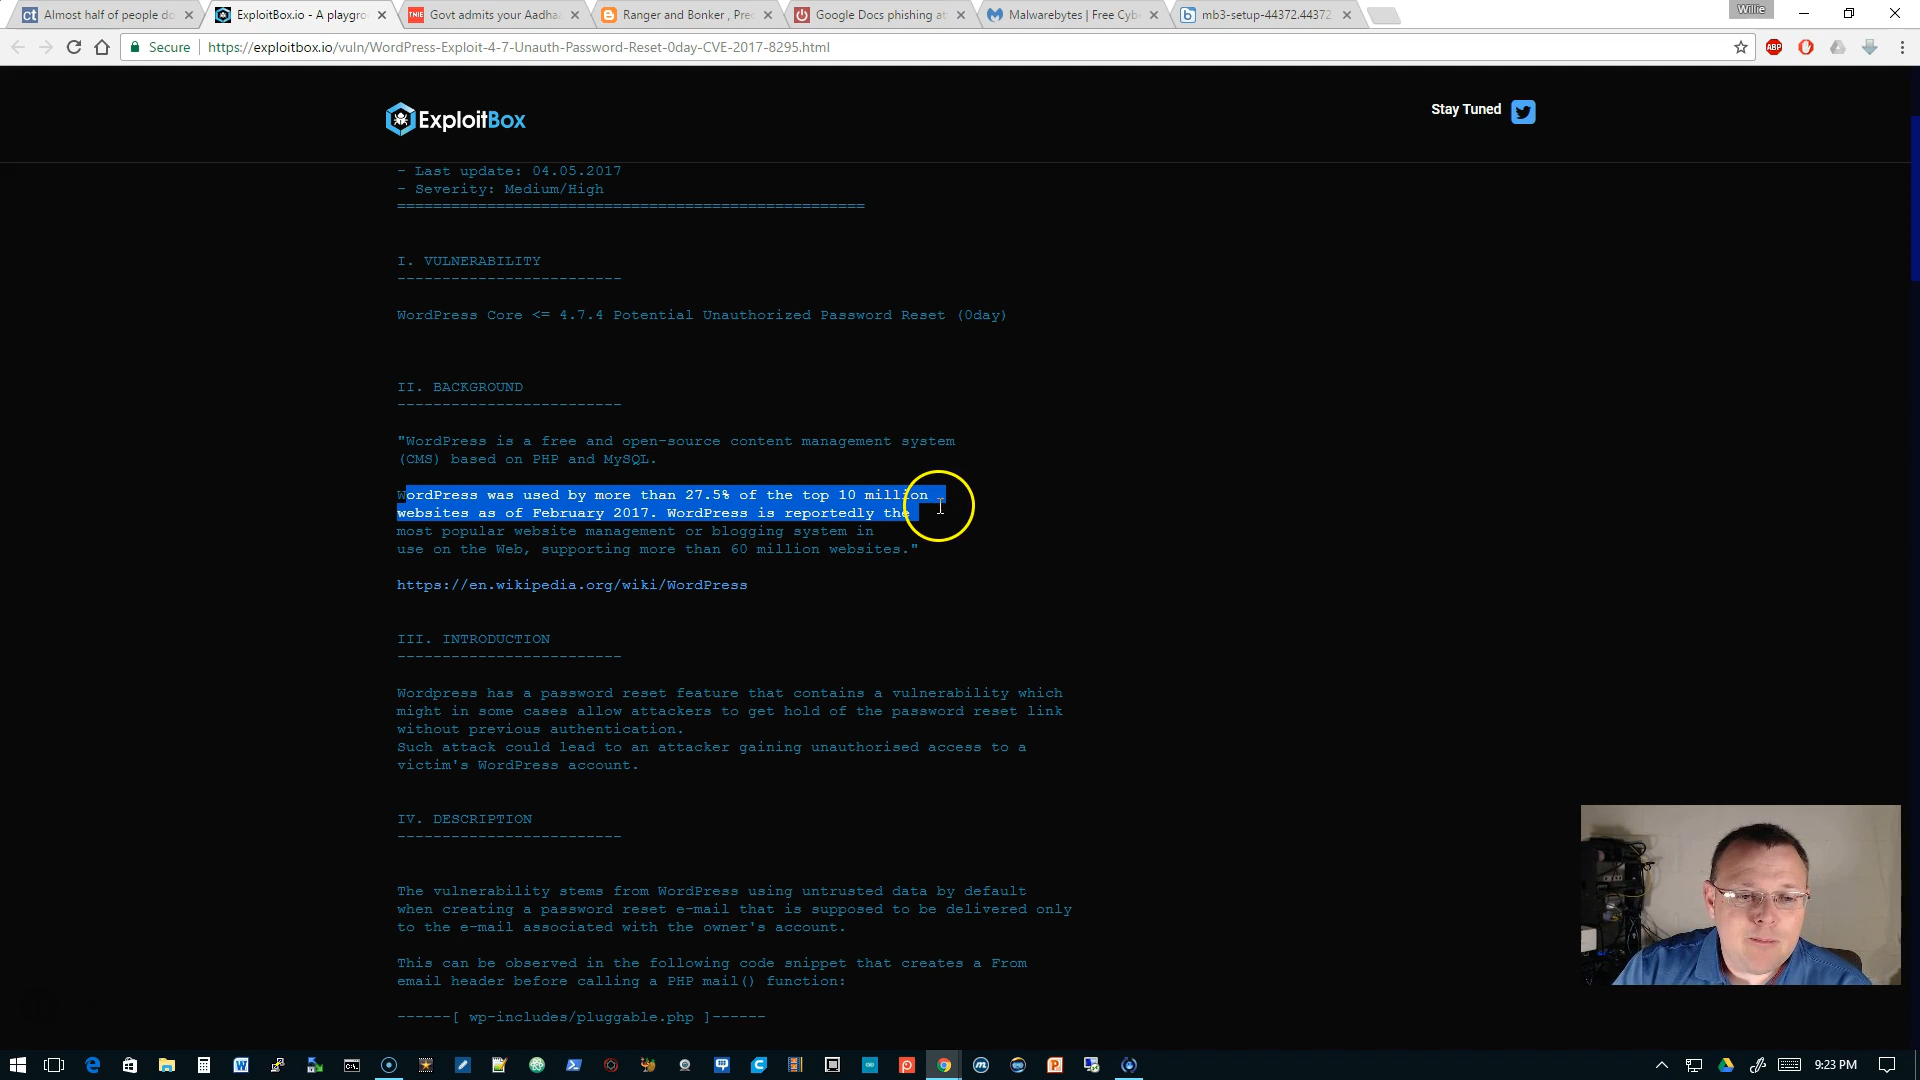 Almost half of people do
ExploitBox.io - A playgro
Govt admits your Aadha
Ranger and Bonker , Pre
Google Docs phishing at
Malwarebytes | Free Cyb
mb3-setup-44372.44372
Willie
Secure
https://exploitbox.io/vuln/WordPress-Exploit-4-7-Unauth-Password-Reset-0day-CVE-2017-8295.html
ExploitBox
Stay Tuned
- Last update: 04.05.2017
- Severity: Medium/High
====================================================
I. VULNERABILITY
-------------------------
WordPress Core <= 4.7.4 Potential Unauthorized Password Reset (0day)
II. BACKGROUND
-------------------------
"WordPress is a free and open-source content management system
(CMS) based on PHP and MySQL.
WordPress was used by more than 27.5% of the top 10 million
websites as of February 2017. WordPress is reportedly the
most popular website management or blogging system in
use on the Web, supporting more than 60 million websites."
https://en.wikipedia.org/wiki/WordPress
III. INTRODUCTION
-------------------------
Wordpress has a password reset feature that contains a vulnerability which
might in some cases allow attackers to get hold of the password reset link
without previous authentication.
Such attack could lead to an attacker gaining unauthorised access to a
victim's WordPress account.
IV. DESCRIPTION
-------------------------
The vulnerability stems from WordPress using untrusted data by default
when creating a password reset e-mail that is supposed to be delivered only
to the e-mail associated with the owner's account.
This can be observed in the following code snippet that creates a From
email header before calling a PHP mail() function:
------[ wp-includes/pluggable.php ]------
9:23 PM